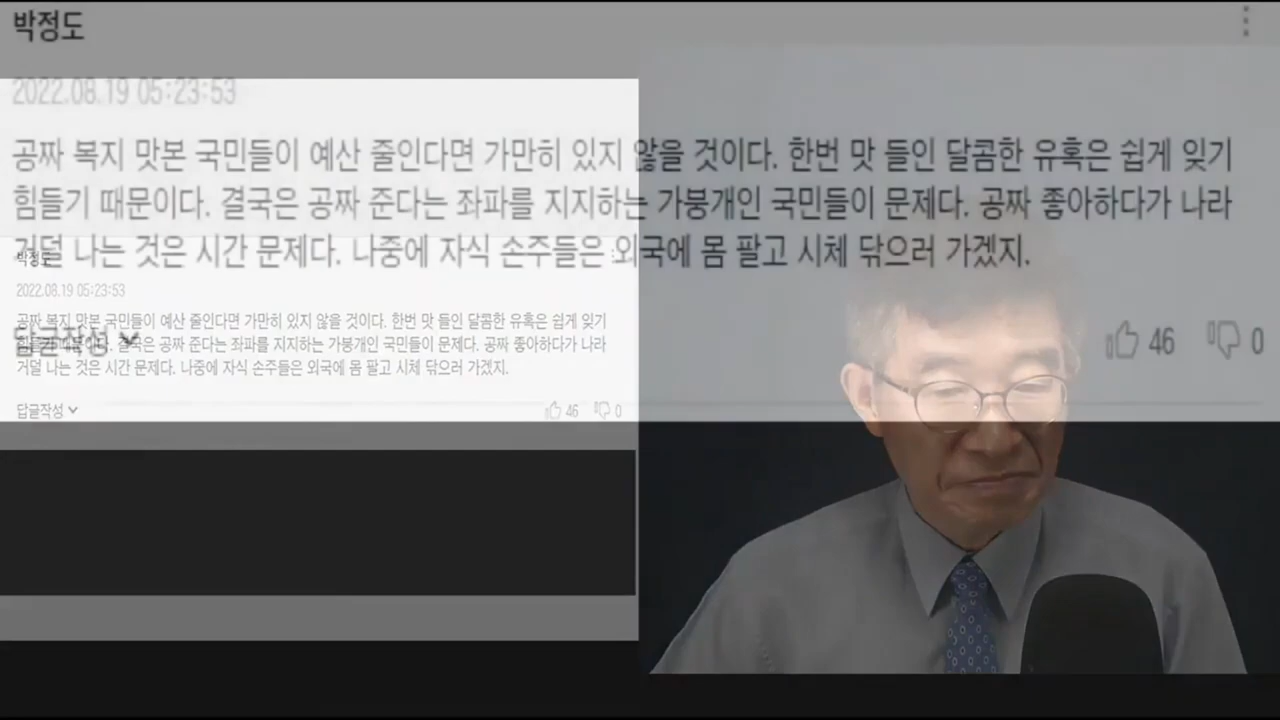 박정도
2022.08.19 05:23:53
공짜 복지 맛본 국민들이 예산 줄인다면 가만히 있지 않을 것이다. 한번 맛 들인 달콤한 유혹은 쉽게 잊기
힘들기 때문이다. 결국은 공짜 준다는 좌파를 지지하는 가붕개인 국민들이 문제다. 공짜 좋아하다가 나라
거덜 나는 것은 시간 문제다. 나중에 자식 손주들은 외국에 몸 팔고 시체 닦으러 가겠지.
답글작성
46
0
박정도
2022.08.19 05:23:53
공짜 복지 맛본 국민들이 예산 줄인다면 가만히 있지 않을 것이다. 한번 맛 들인 달콤한 유혹은 쉽게 잊기
힘들기 때문이다. 결국은 공짜 준다는 좌파를 지지하는 가붕개인 국민들이 문제다. 공짜 좋아하다가 나라
거덜 나는 것은 시간 문제다. 나중에 자식 손주들은 외국에 몸 팔고 시체 닦으러 가겠지.
답글작성
46
0